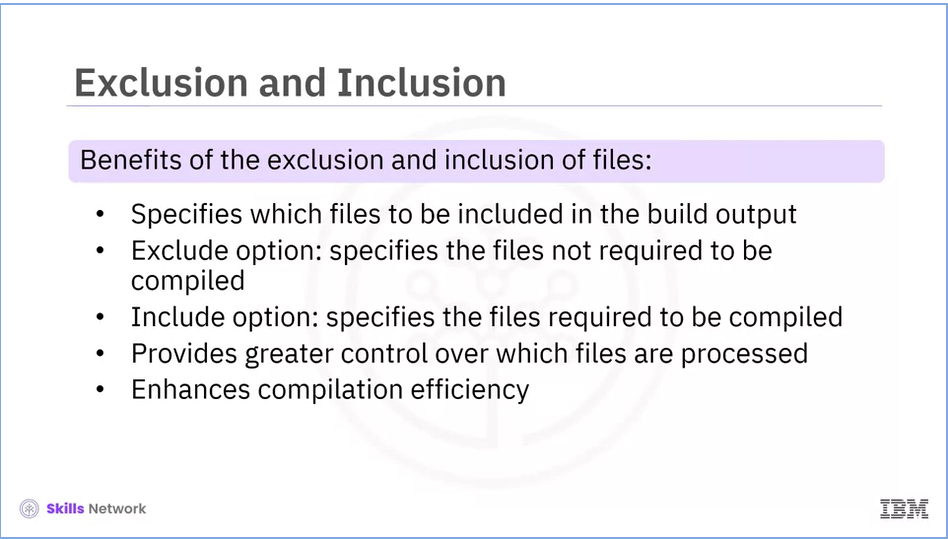 Exclusion and Inclusion
Benefits of the exclusion and inclusion of files:
• Specifies which files to be included in the build output
• Exclude option: specifies the files not required to be
compiled
• Include option: specifies the files required to be compiled
• Provides greater control over which files are processed
• Enhances compilation efficiency
Skills Network
IBM